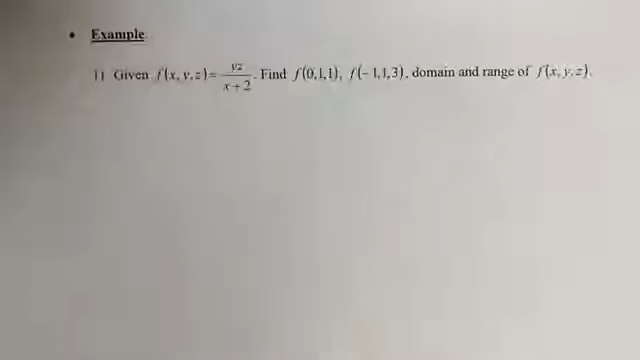 • Example:
1) Given f(x, y, z) = yz / (x + 2). Find f(0,1,1), f(−1,1,3), domain and range of f(x, y, z).